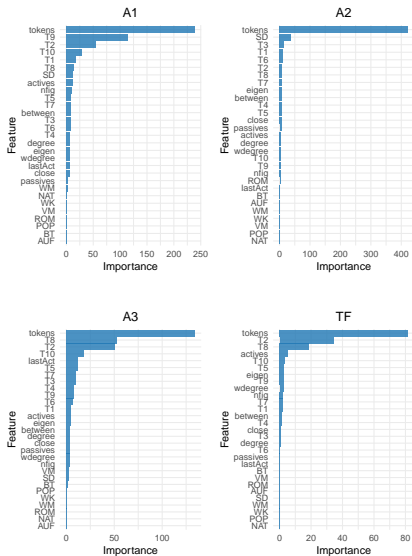 A1
tokens
T9
T2
T10
T1
T8
SD
actives
nfig
T5
T7
between
T3
T6
T4
degree
eigen
wdegree
lastAct
close
passives
WM
NAT
WK
VM
ROM
POP
BT
AUF
Feature
0 50 100 150 200 250
Importance
A2
tokens
SD
T3
T1
T6
T2
T8
T7
eigen
between
T4
T5
close
passives
actives
degree
wdegree
T10
T9
nfig
ROM
lastAct
BT
AUF
WM
WK
VM
POP
NAT
Feature
0 100 200 300 400
Importance
A3
tokens
T8
T2
T10
lastAct
T5
T7
T3
T4
T9
T6
T1
actives
eigen
between
degree
close
passives
wdegree
nfig
VM
SD
BT
POP
WK
WM
ROM
NAT
AUF
Feature
0 50 100
Importance
TF
tokens
T2
T8
actives
T10
T5
eigen
T9
wdegree
nfig
T7
T1
between
T4
close
T3
degree
T6
passives
lastAct
BT
VM
ROM
AUF
SD
WM
WK
POP
NAT
Feature
0 20 40 60 80
Importance